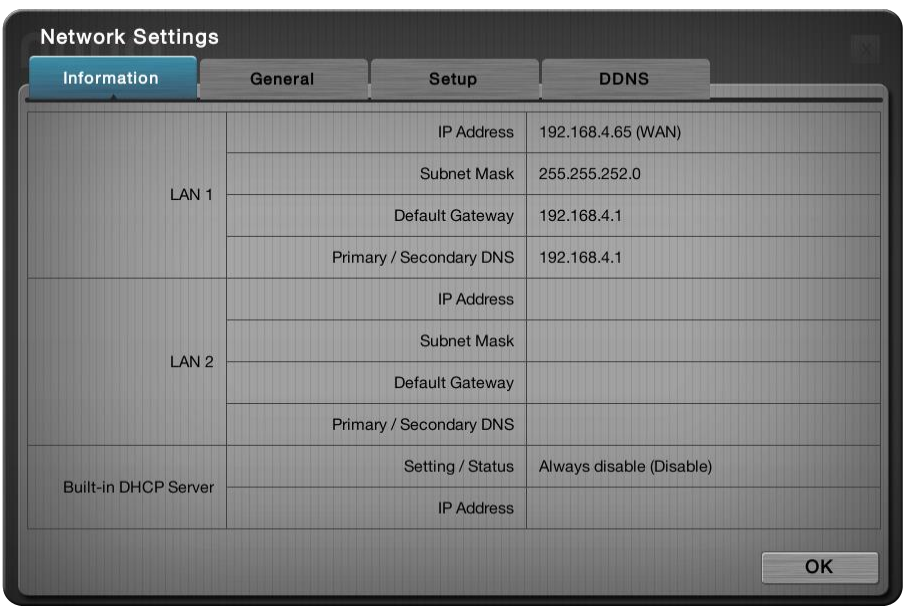 Network Settings
Information General Setup DDNS
LAN 1
IP Address 192.168.4.65 (WAN)
Subnet Mask 255.255.252.0
Default Gateway 192.168.4.1
Primary / Secondary DNS 192.168.4.1
LAN 2
IP Address
Subnet Mask
Default Gateway
Primary / Secondary DNS
Built-in DHCP Server
Setting / Status Always disable (Disable)
IP Address
OK